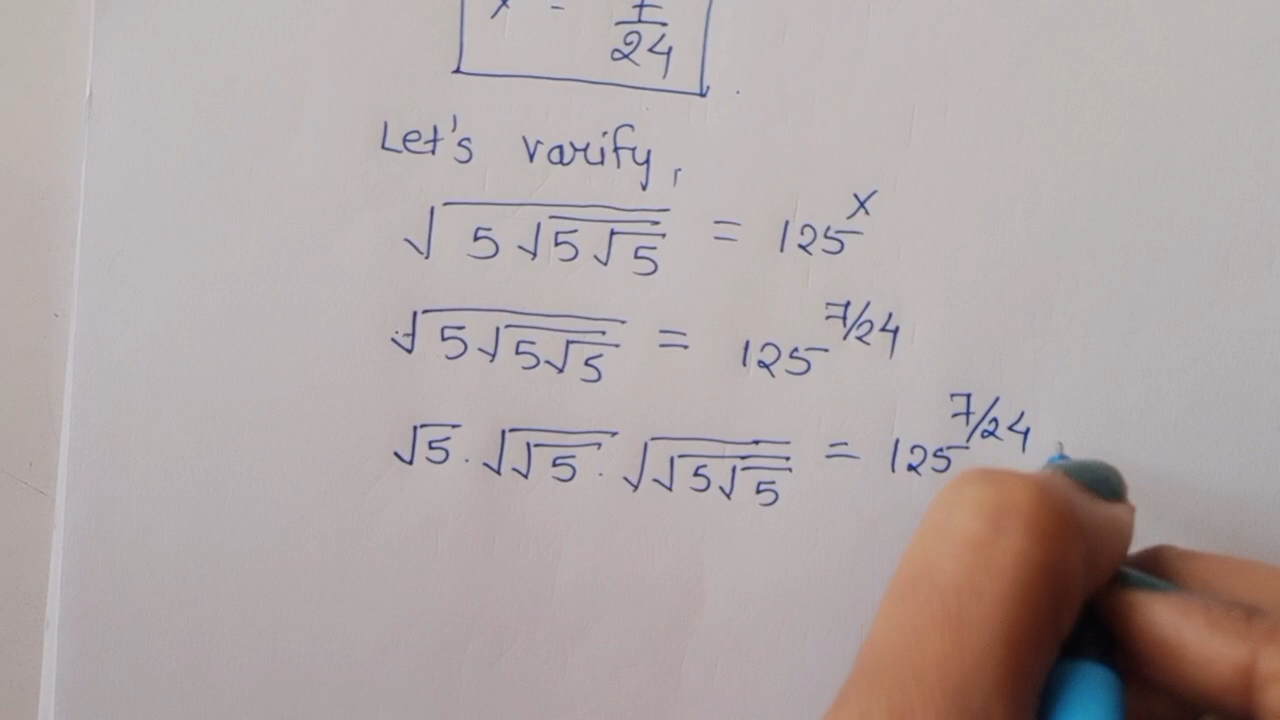 x = 7/24
Let's varify,
√(5√(5√5)) = 125^x
√(5√(5√5)) = 125^(7/24)
√5 . √(√5) . √(√(5√5)) = 125^(7/24)